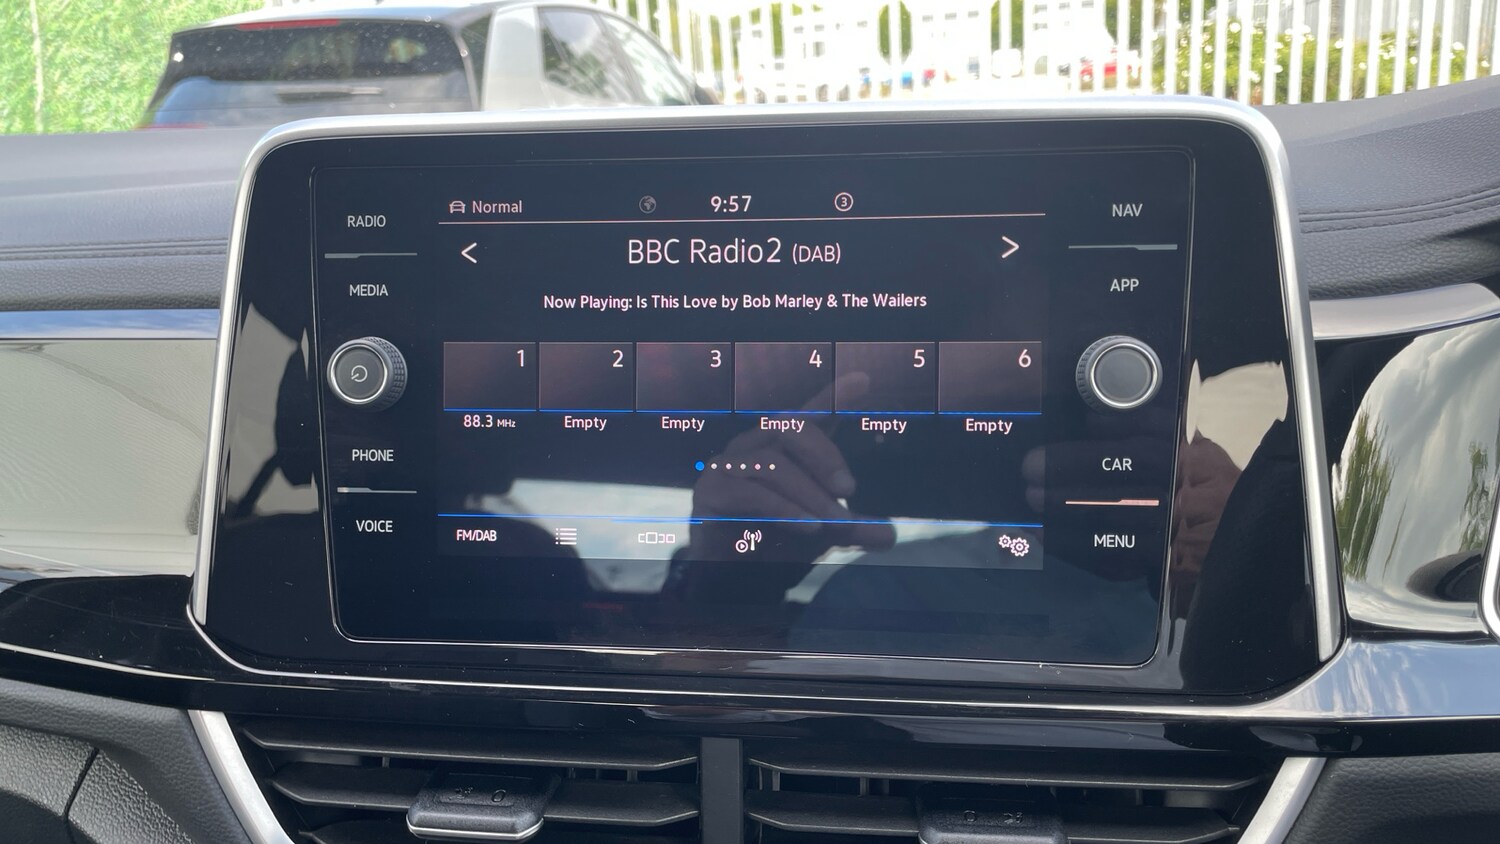 Normal 9:57 3
RADIO
NAV
< BBC Radio2 (DAB) >
MEDIA
APP
Now Playing: Is This Love by Bob Marley & The Wailers
1 2 3 4 5 6
88.3 MHz Empty Empty Empty Empty Empty
PHONE
CAR
VOICE
FM/DAB
MENU